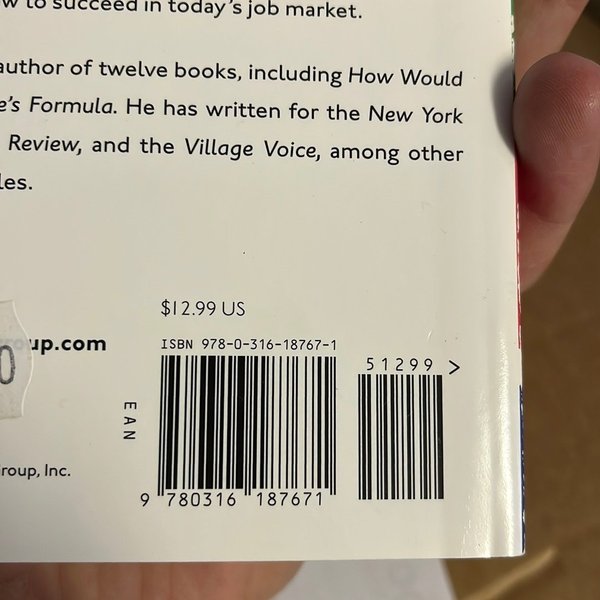 w to succeed in today's job market.
author of twelve books, including How Would
e's Formula. He has written for the New York
Review, and the Village Voice, among other
les.
$12.99 US
ISBN 978-0-316-18767-1
51299 >
roup.com
0
EAN
roup, Inc.
9 780316 187671